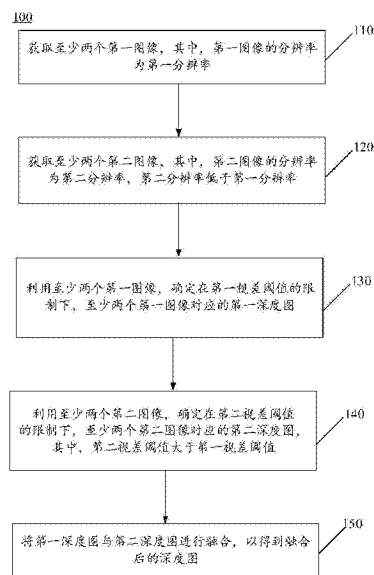 100
获取至少两个第一图像，其中，第一图像的分辨率
为第一分辨率
110
获取至少两个第二图像，其中，第二图像的分辨率
为第二分辨率，第二分辨率低于第一分辨率
120
利用至少两个第一图像，确定在第一视差阈值的限
制下，至少两个第一图像对应的第一深度图
130
利用至少两个第二图像，确定在第二视差阈值
的限制下，至少两个第二图像对应的第二深度图，
其中，第二视差阈值大于第一视差阈值
140
将第一深度图与第二深度图进行融合，以得到融合
后的深度图
150